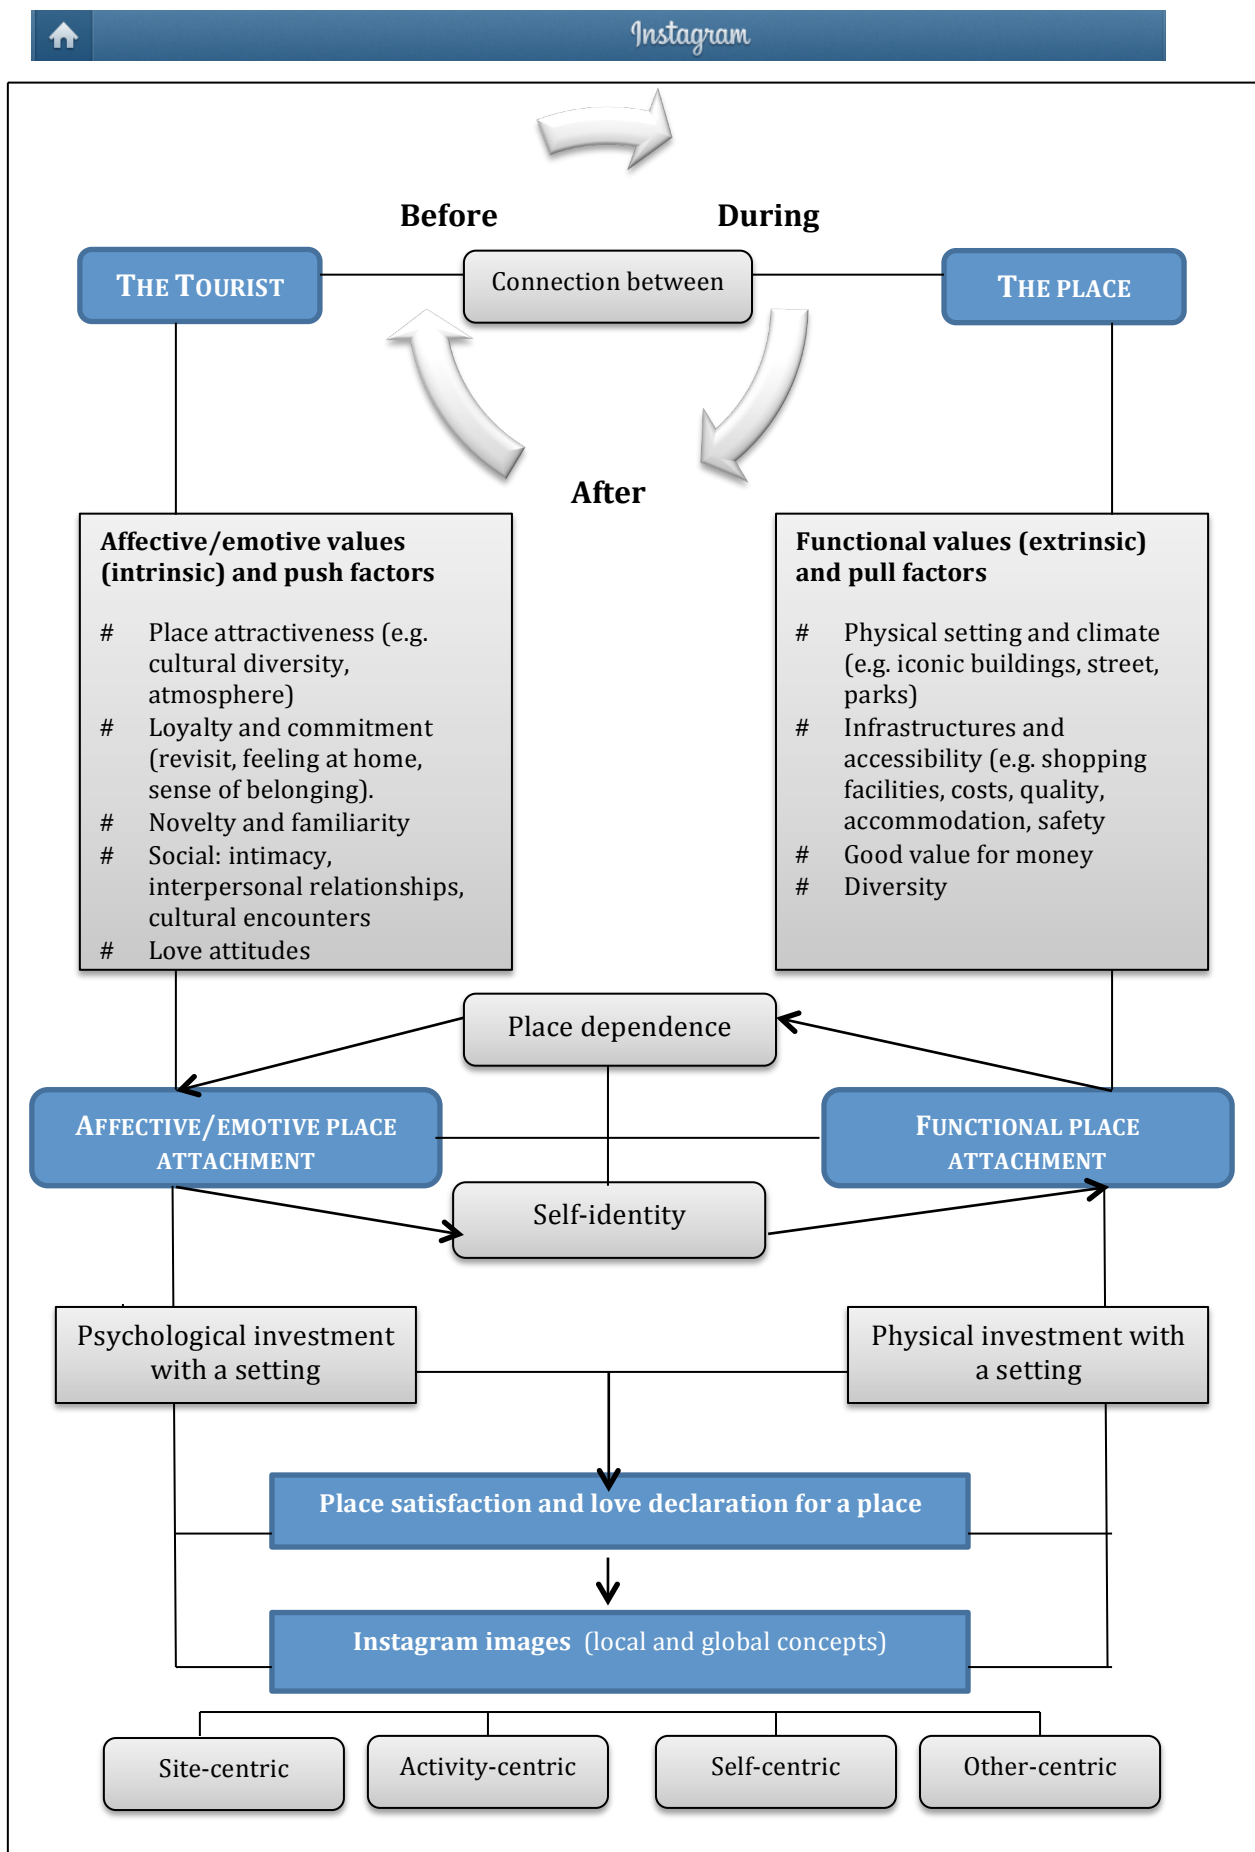 Instagram
Before
During
THE TOURIST
Connection between
THE PLACE
After
Affective/emotive values
(intrinsic) and push factors
# Place attractiveness (e.g.
cultural diversity,
atmosphere)
# Loyalty and commitment
(revisit, feeling at home,
sense of belonging).
# Novelty and familiarity
# Social: intimacy,
interpersonal relationships,
cultural encounters
# Love attitudes
Functional values (extrinsic)
and pull factors
# Physical setting and climate
(e.g. iconic buildings, street,
parks)
# Infrastructures and
accessibility (e.g. shopping
facilities, costs, quality,
accommodation, safety
# Good value for money
# Diversity
Place dependence
AFFECTIVE/EMOTIVE PLACE
ATTACHMENT
FUNCTIONAL PLACE
ATTACHMENT
Self-identity
Psychological investment
with a setting
Physical investment with
a setting
Place satisfaction and love declaration for a place
Instagram images (local and global concepts)
Site-centric
Activity-centric
Self-centric
Other-centric